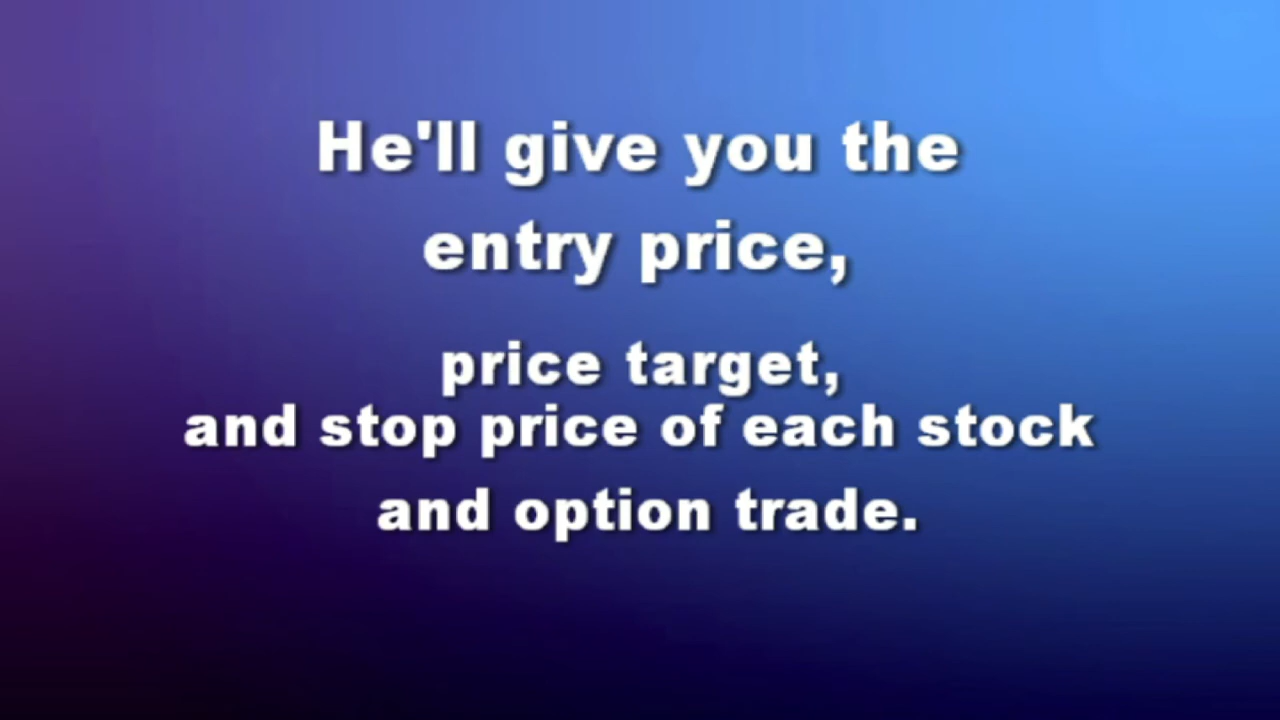 He'll give you the
entry price,
price target,
and stop price of each stock
and option trade.